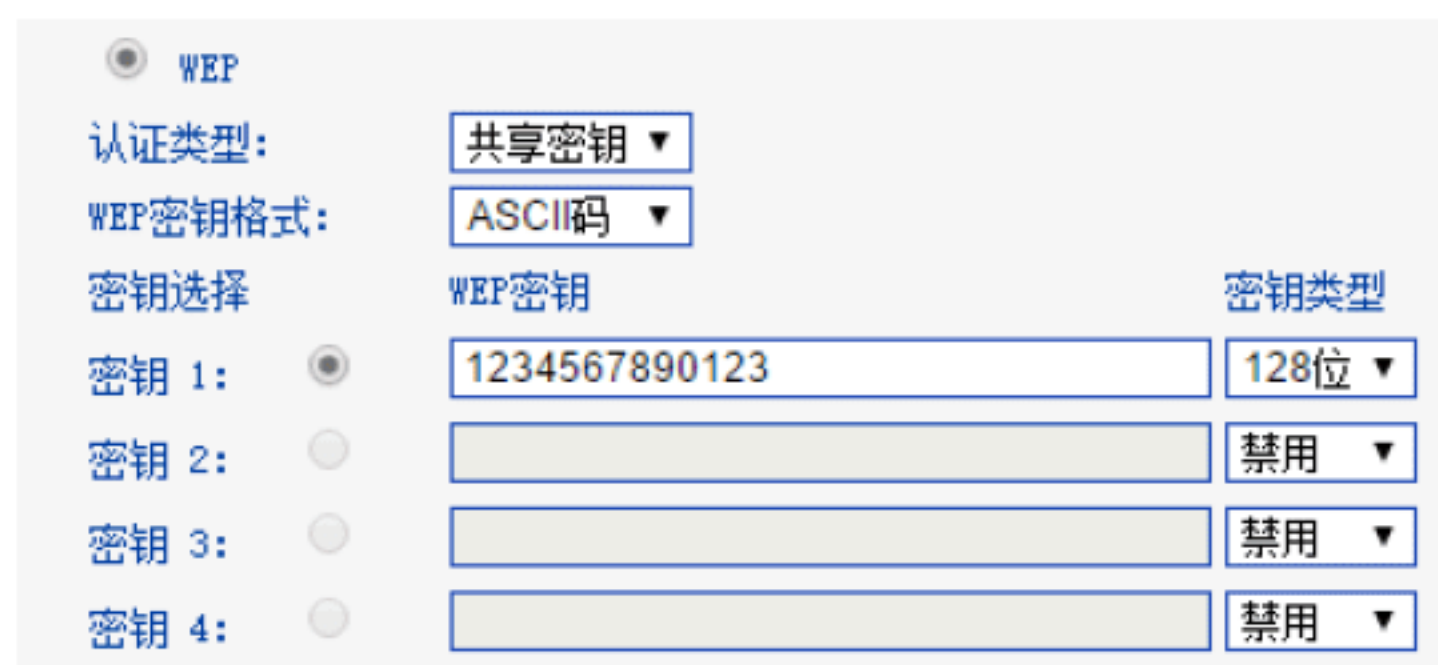 WEP
认证类型: 共享密钥
WEP密钥格式: ASCII码
密钥选择 WEP密钥 密钥类型
密钥 1: 1234567890123 128位
密钥 2: 禁用
密钥 3: 禁用
密钥 4: 禁用